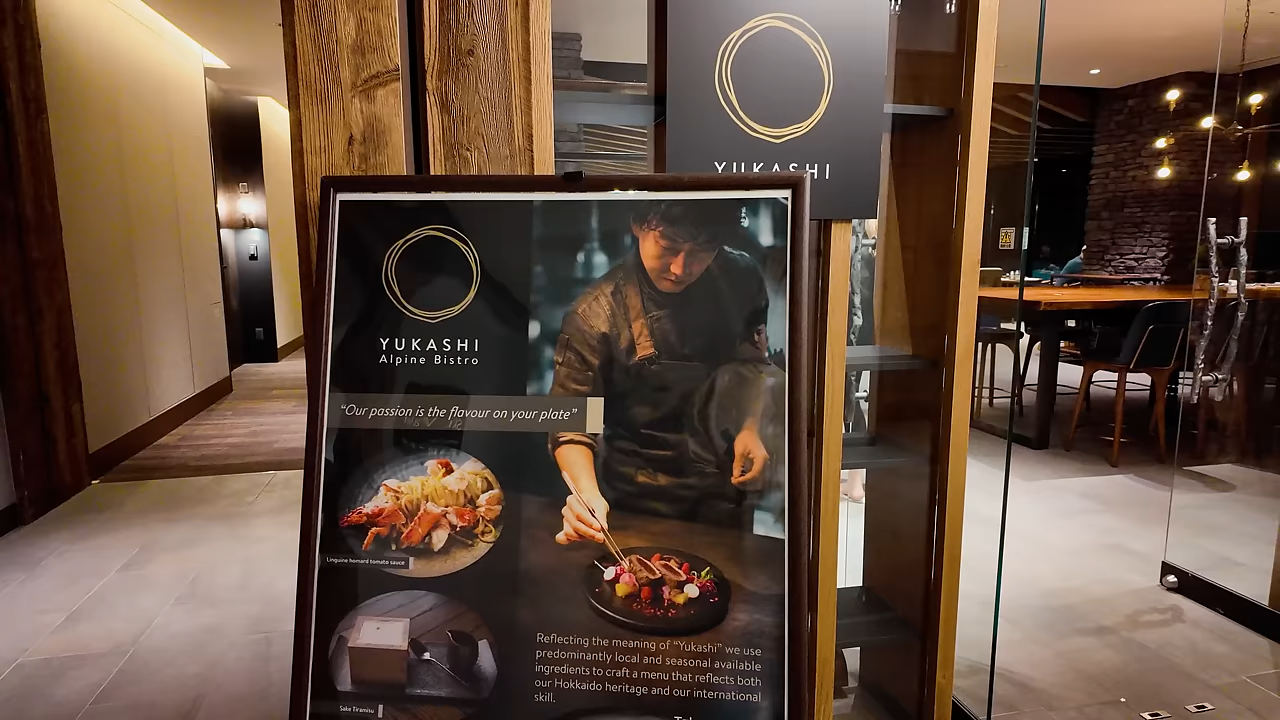 YUKASHI
YUKASHI
Alpine Bistro
“Our passion is the flavour on your plate”
Linguine homard tomato sauce
Sake Tiramisu
Reflecting the meaning of “Yukashi” we use
predominantly local and seasonal available
ingredients to craft a menu that reflects both
our Hokkaido heritage and our international
skill.